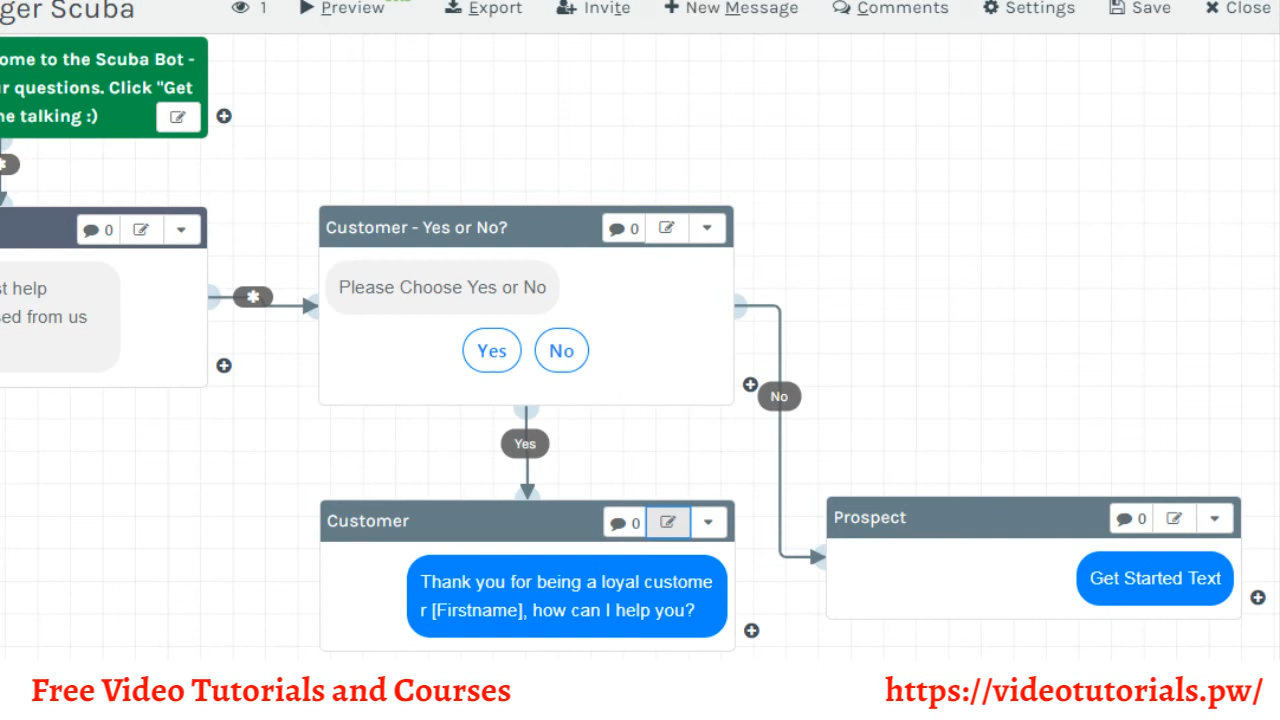 ger Scuba
1
Preview
Export
Invite
New Message
Comments
Settings
Save
Close
ome to the Scuba Bot -
r questions. Click "Get
e talking :)
0
t help
sed from us
Customer - Yes or No?
0
Please Choose Yes or No
Yes
No
No
Yes
Customer
0
Thank you for being a loyal custome
r [Firstname], how can I help you?
Prospect
0
Get Started Text
Free Video Tutorials and Courses
https://videotutorials.pw/